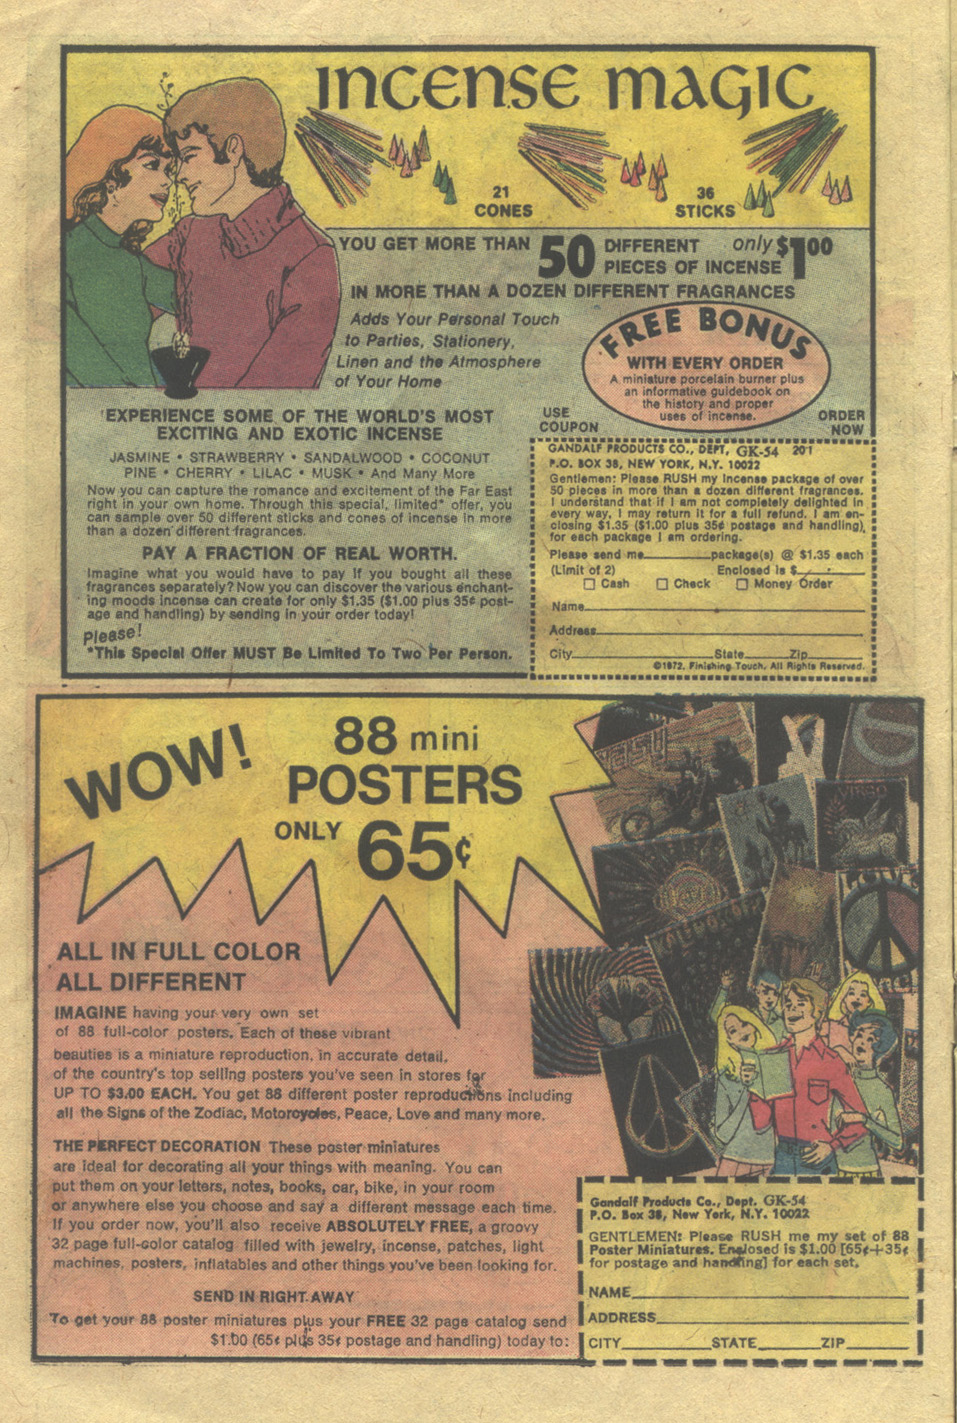 INCENSE MAGIC
21
CONES
36
STICKS
YOU GET MORE THAN 50 DIFFERENT PIECES OF INCENSE only $1.00
IN MORE THAN A DOZEN DIFFERENT FRAGRANCES
Adds Your Personal Touch
to Parties, Stationery,
Linen and the Atmosphere
of Your Home
FREE BONUS
WITH EVERY ORDER
A miniature porcelain burner plus
an informative guidebook on
the history and proper
uses of incense.
EXPERIENCE SOME OF THE WORLD'S MOST
EXCITING AND EXOTIC INCENSE
JASMINE • STRAWBERRY • SANDALWOOD • COCONUT
PINE • CHERRY • LILAC • MUSK • And Many More
Now you can capture the romance and excitement of the Far East
right in your own home. Through this special, limited* offer, you
can sample over 50 different sticks and cones of incense in more
than a dozen different fragrances.
PAY A FRACTION OF REAL WORTH.
Imagine what you would have to pay if you bought all these
fragrances separately? Now you can discover the various enchant-
ing moods incense can create for only $1.35 ($1.00 plus 35¢ post-
age and handling) by sending in your order today!
Please!
*This Special Offer MUST Be Limited To Two Per Person.
USE
COUPON
ORDER
NOW
GANDALF PRODUCTS CO., DEPT, GK-54 201
P.O. BOX 38, NEW YORK, N.Y. 10022
Gentlemen: Please RUSH my incense package of over
50 pieces in more than a dozen different fragrances.
I understand that if I am not completely delighted in
every way, I may return it for a full refund. I am en-
closing $1.35 ($1.00 plus 35¢ postage and handling),
for each package I am ordering.
Please send me package(s) @ $1.35 each
(Limit of 2) Enclosed is $
Cash Check Money Order
Name
Address
City State Zip
©1972, Finishing Touch, All Rights Reserved.
WOW!
88 mini
POSTERS
ONLY 65¢
VIRGO
ALL IN FULL COLOR
ALL DIFFERENT
IMAGINE having your very own set
of 88 full-color posters. Each of these vibrant
beauties is a miniature reproduction, in accurate detail,
of the country's top selling posters you've seen in stores for
UP TO $3.00 EACH. You get 88 different poster reproductions including
all the Signs of the Zodiac, Motorcycles, Peace, Love and many more.
THE PERFECT DECORATION These poster miniatures
are ideal for decorating all your things with meaning. You can
put them on your letters, notes, books, car, bike, in your room
or anywhere else you choose and say a different message each time.
If you order now, you'll also receive ABSOLUTELY FREE, a groovy
32 page full-color catalog filled with jewelry, incense, patches, light
machines, posters, inflatables and other things you've been looking for.
SEND IN RIGHT AWAY
To get your 88 poster miniatures plus your FREE 32 page catalog send
$1.00 (65¢ plus 35¢ postage and handling) today to:
Gandalf Products Co., Dept. GK-54
P.O. Box 38, New York, N.Y. 10022
GENTLEMEN: Please RUSH me my set of 88
Poster Miniatures. Enclosed is $1.00 [65¢+35¢
for postage and handling] for each set.
NAME
ADDRESS
CITY STATE ZIP